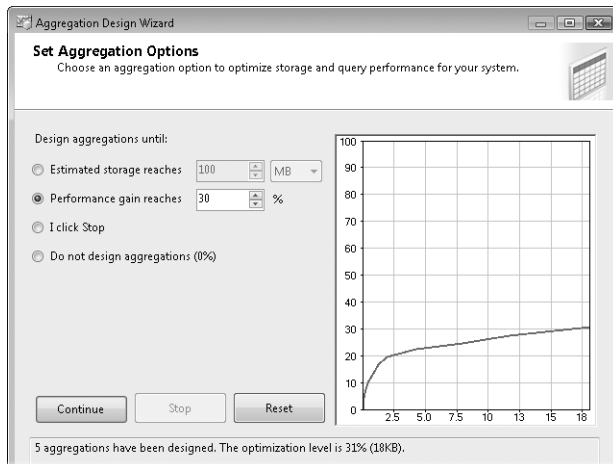 Aggregation Design Wizard
Set Aggregation Options
Choose an aggregation option to optimize storage and query performance for your system.
Design aggregations until:
Estimated storage reaches 100 MB
Performance gain reaches 30 %
I click Stop
Do not design aggregations (0%)
100
90
80
70
60
50
40
30
20
10
0
2.5 5.0 7.5 10 13 15 18
Continue Stop Reset
5 aggregations have been designed. The optimization level is 31% (18KB).